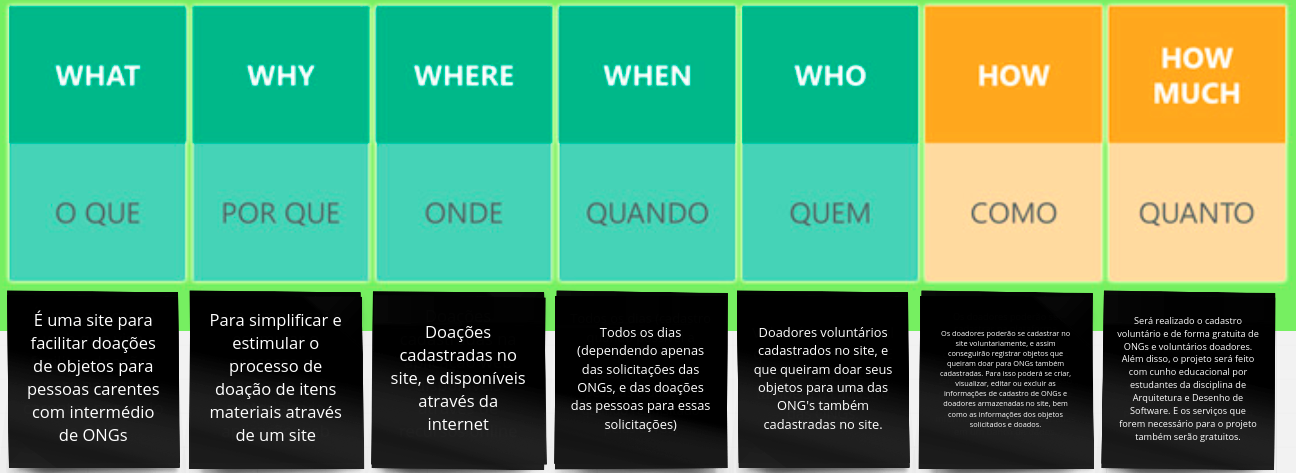 WHAT
WHY
WHERE
WHEN
WHO
HOW
HOW
MUCH
O QUE
POR QUE
ONDE
QUANDO
QUEM
COMO
QUANTO
É uma site para
facilitar doações
de objetos para
pessoas carentes
com intermédio
de ONGs
Para simplificar e
estimular o
processo de
doação de itens
materiais através
de um site
Doações
cadastradas no
site, e disponíveis
através da
internet
Todos os dias
(dependendo apenas
das solicitações das
ONGs, e das doações
das pessoas para essas
solicitações)
Doadores voluntários
cadastrados no site, e
que queiram doar seus
objetos para uma das
ONG's também
cadastradas no site.
Os doadores poderão se cadastrar no
site voluntariamente, e assim
conseguirão registrar objetos que
queiram doar para ONGs também
cadastradas. Para isso poderá se criar,
visualizar, editar ou excluir as
informações de cadastro de ONGs e
doadores armazenadas no site, bem
como as informações dos objetos
solicitados e doados.
Será realizado o cadastro
voluntário e de forma gratuita de
ONGs e voluntários doadores.
Além disso, o projeto será feito
com cunho educacional por
estudantes da disciplina de
Arquitetura e Desenho de
Software. E os serviços que
forem necessário para o projeto
também serão gratuitos.